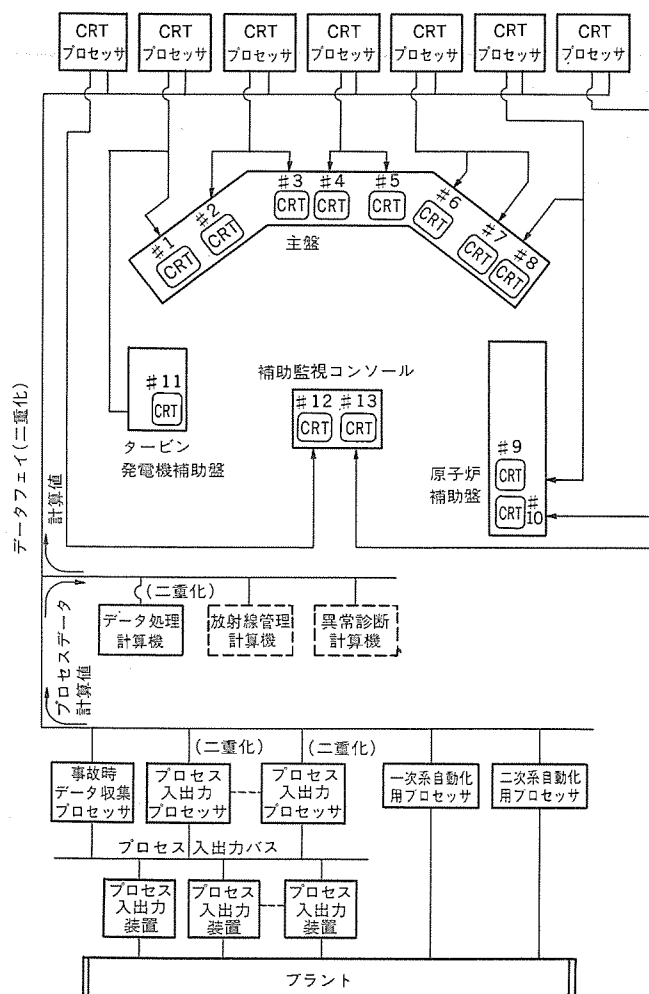 CRT
プロセッサ
CRT
プロセッサ
CRT
プロセッサ
CRT
プロセッサ
CRT
プロセッサ
CRT
プロセッサ
CRT
プロセッサ
#1
CRT
#2
CRT
#3
CRT
#4
CRT
#5
CRT
#6
CRT
#7
CRT
#8
CRT
主盤
#11
CRT
タービン
発電機補助盤
補助監視コンソール
#12
CRT
#13
CRT
#9
CRT
CRT
#10
原子炉
補助盤
データフェイ(二重化)
計算値
(二重化)
データ処理
計算機
放射線管理
計算機
異常診断
計算機
プロセスデータ
計算値
(二重化)
(二重化)
事故時
データ収集
プロセッサ
プロセス
入出力
プロセッサ
プロセス
入出力
プロセッサ
一次系自動化
用プロセッサ
二次系自動化
用プロセッサ
プロセス入出力バス
プロセス
入出力
装置
プロセス
入出力
装置
プロセス
入出力
装置
プラント